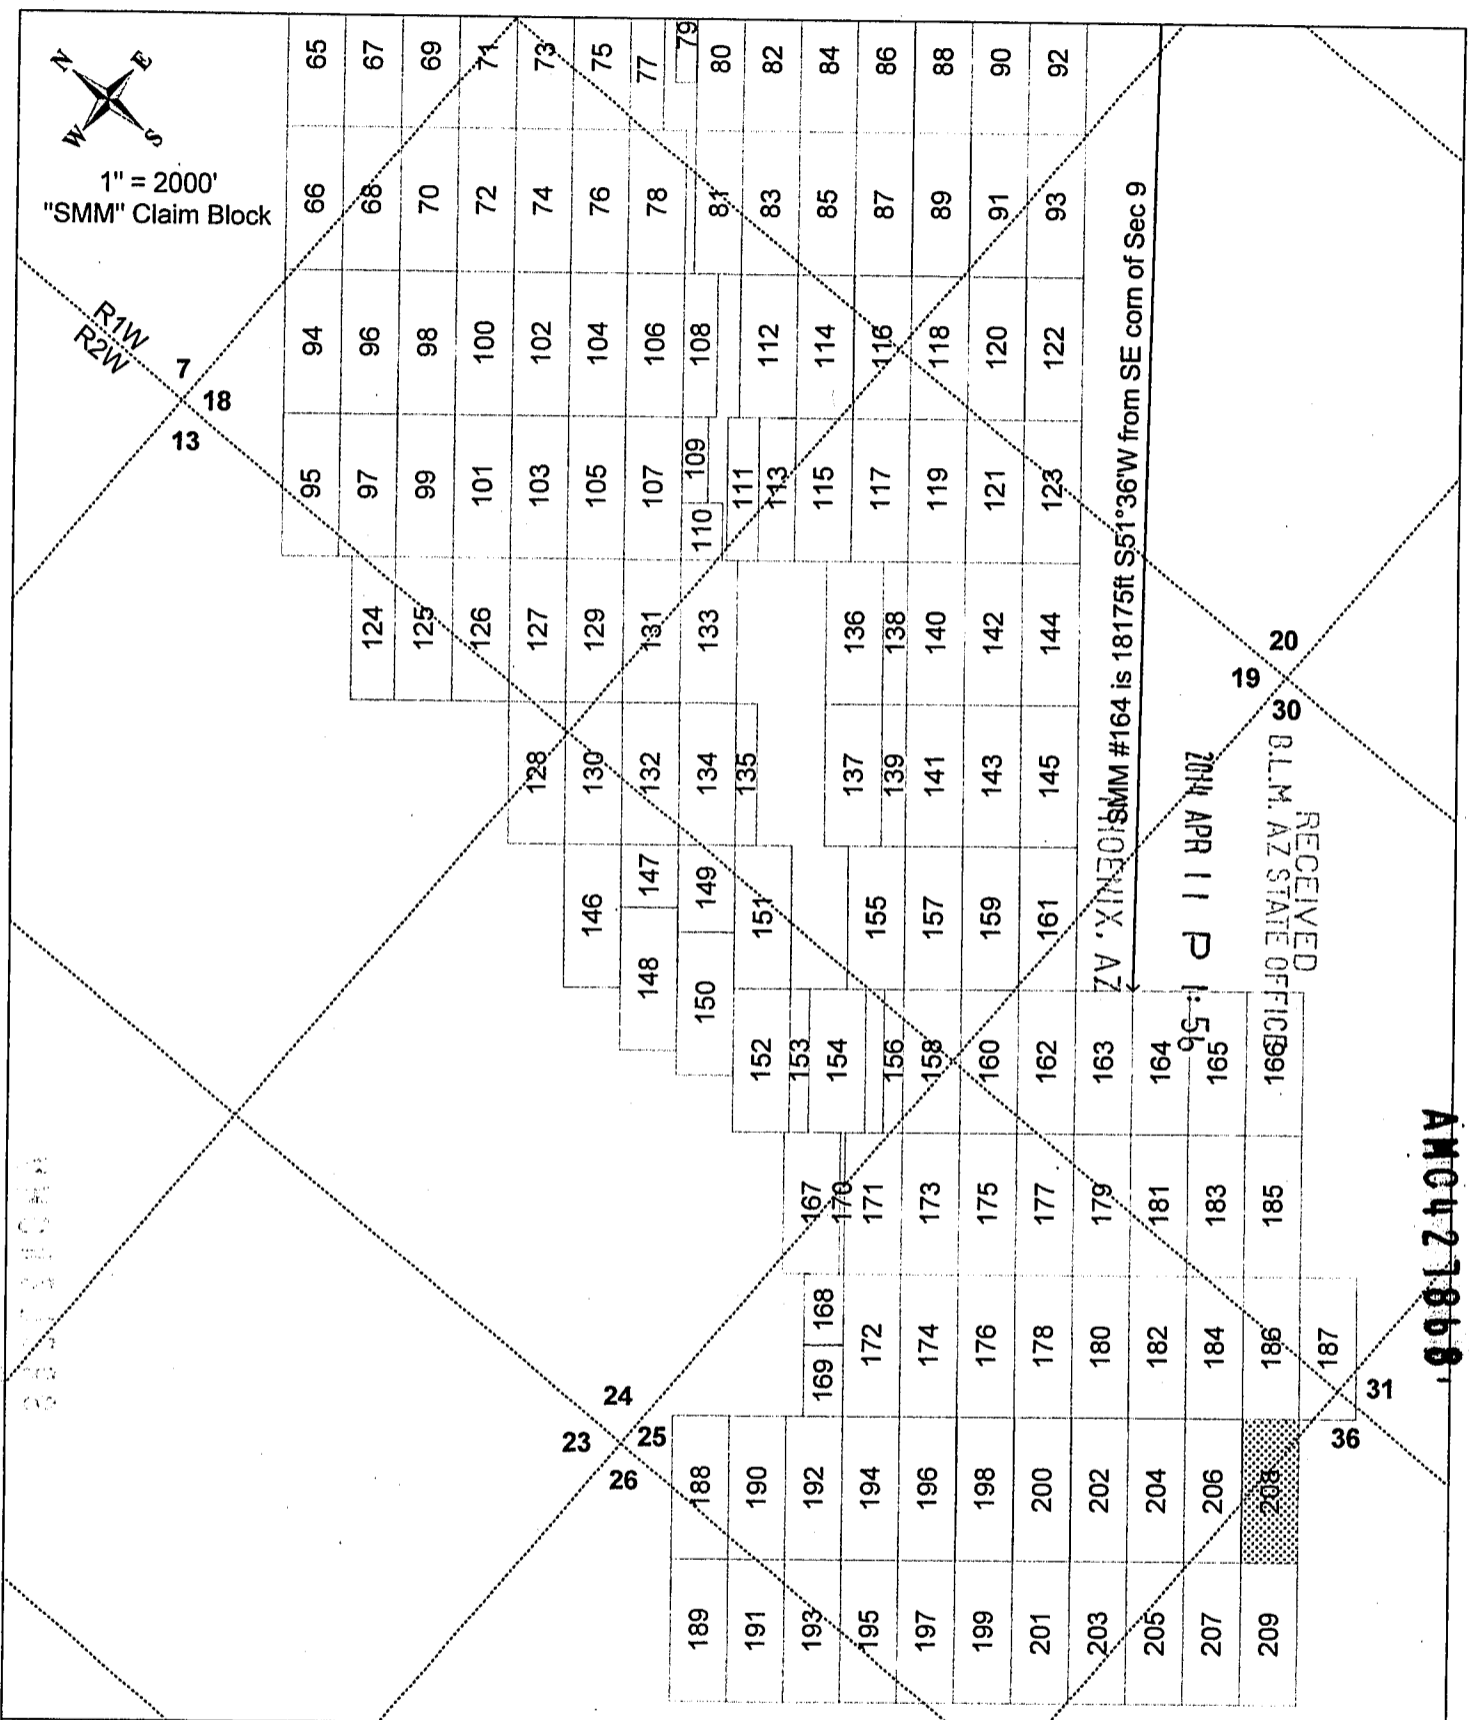 N
E
W
S
1" = 2000'
"SMM" Claim Block
65 67 69 71 73 75 77 79 80 82 84 86 88 90 92
66 68 70 72 74 76 78 81 83 85 87 89 91 93
R1W
R2W
94 96 98 100 102 104 106 108 112 114 116 118 120 122
7
18
13
95 97 99 101 103 105 107 109 110 111 113 115 117 119 121 123
124 125 126 127 129 131 133 136 138 140 142 144
128 130 132 134 135 137 139 141 143 145
146 147 149 151 155 157 159 161
148 150
152 153 154 156 158 160 162 163 164 165 166
167 170 171 173 175 177 179 181 183 185
168 169 172 174 176 178 180 182 184 186 187
188 190 192 194 196 198 200 202 204 206 208
189 191 193 195 197 199 201 203 205 207 209
SMM #164 is 18175ft S51°36'W from SE corn of Sec 9
20
19
30
RECEIVED
B.L.M. AZ STATE OFFICE
2014 APR 11 P 1:56
PHOENIX, AZ
AMC427868
24
23
25
26
31
36